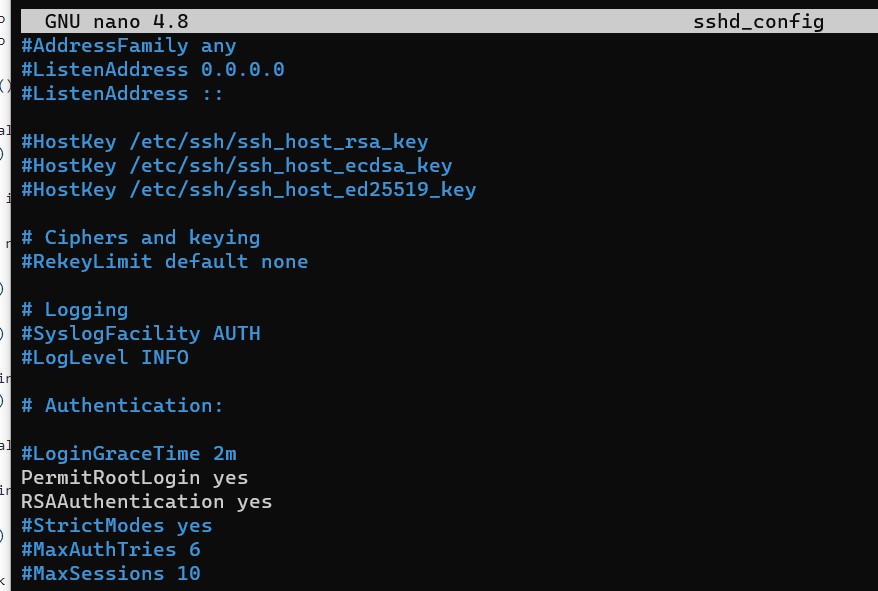 GNU nano 4.8 sshd_config
#AddressFamily any
#ListenAddress 0.0.0.0
#ListenAddress ::
#HostKey /etc/ssh/ssh_host_rsa_key
#HostKey /etc/ssh/ssh_host_ecdsa_key
#HostKey /etc/ssh/ssh_host_ed25519_key
# Ciphers and keying
#RekeyLimit default none
# Logging
#SyslogFacility AUTH
#LogLevel INFO
# Authentication:
#LoginGraceTime 2m
PermitRootLogin yes
RSAAuthentication yes
#StrictModes yes
#MaxAuthTries 6
#MaxSessions 10